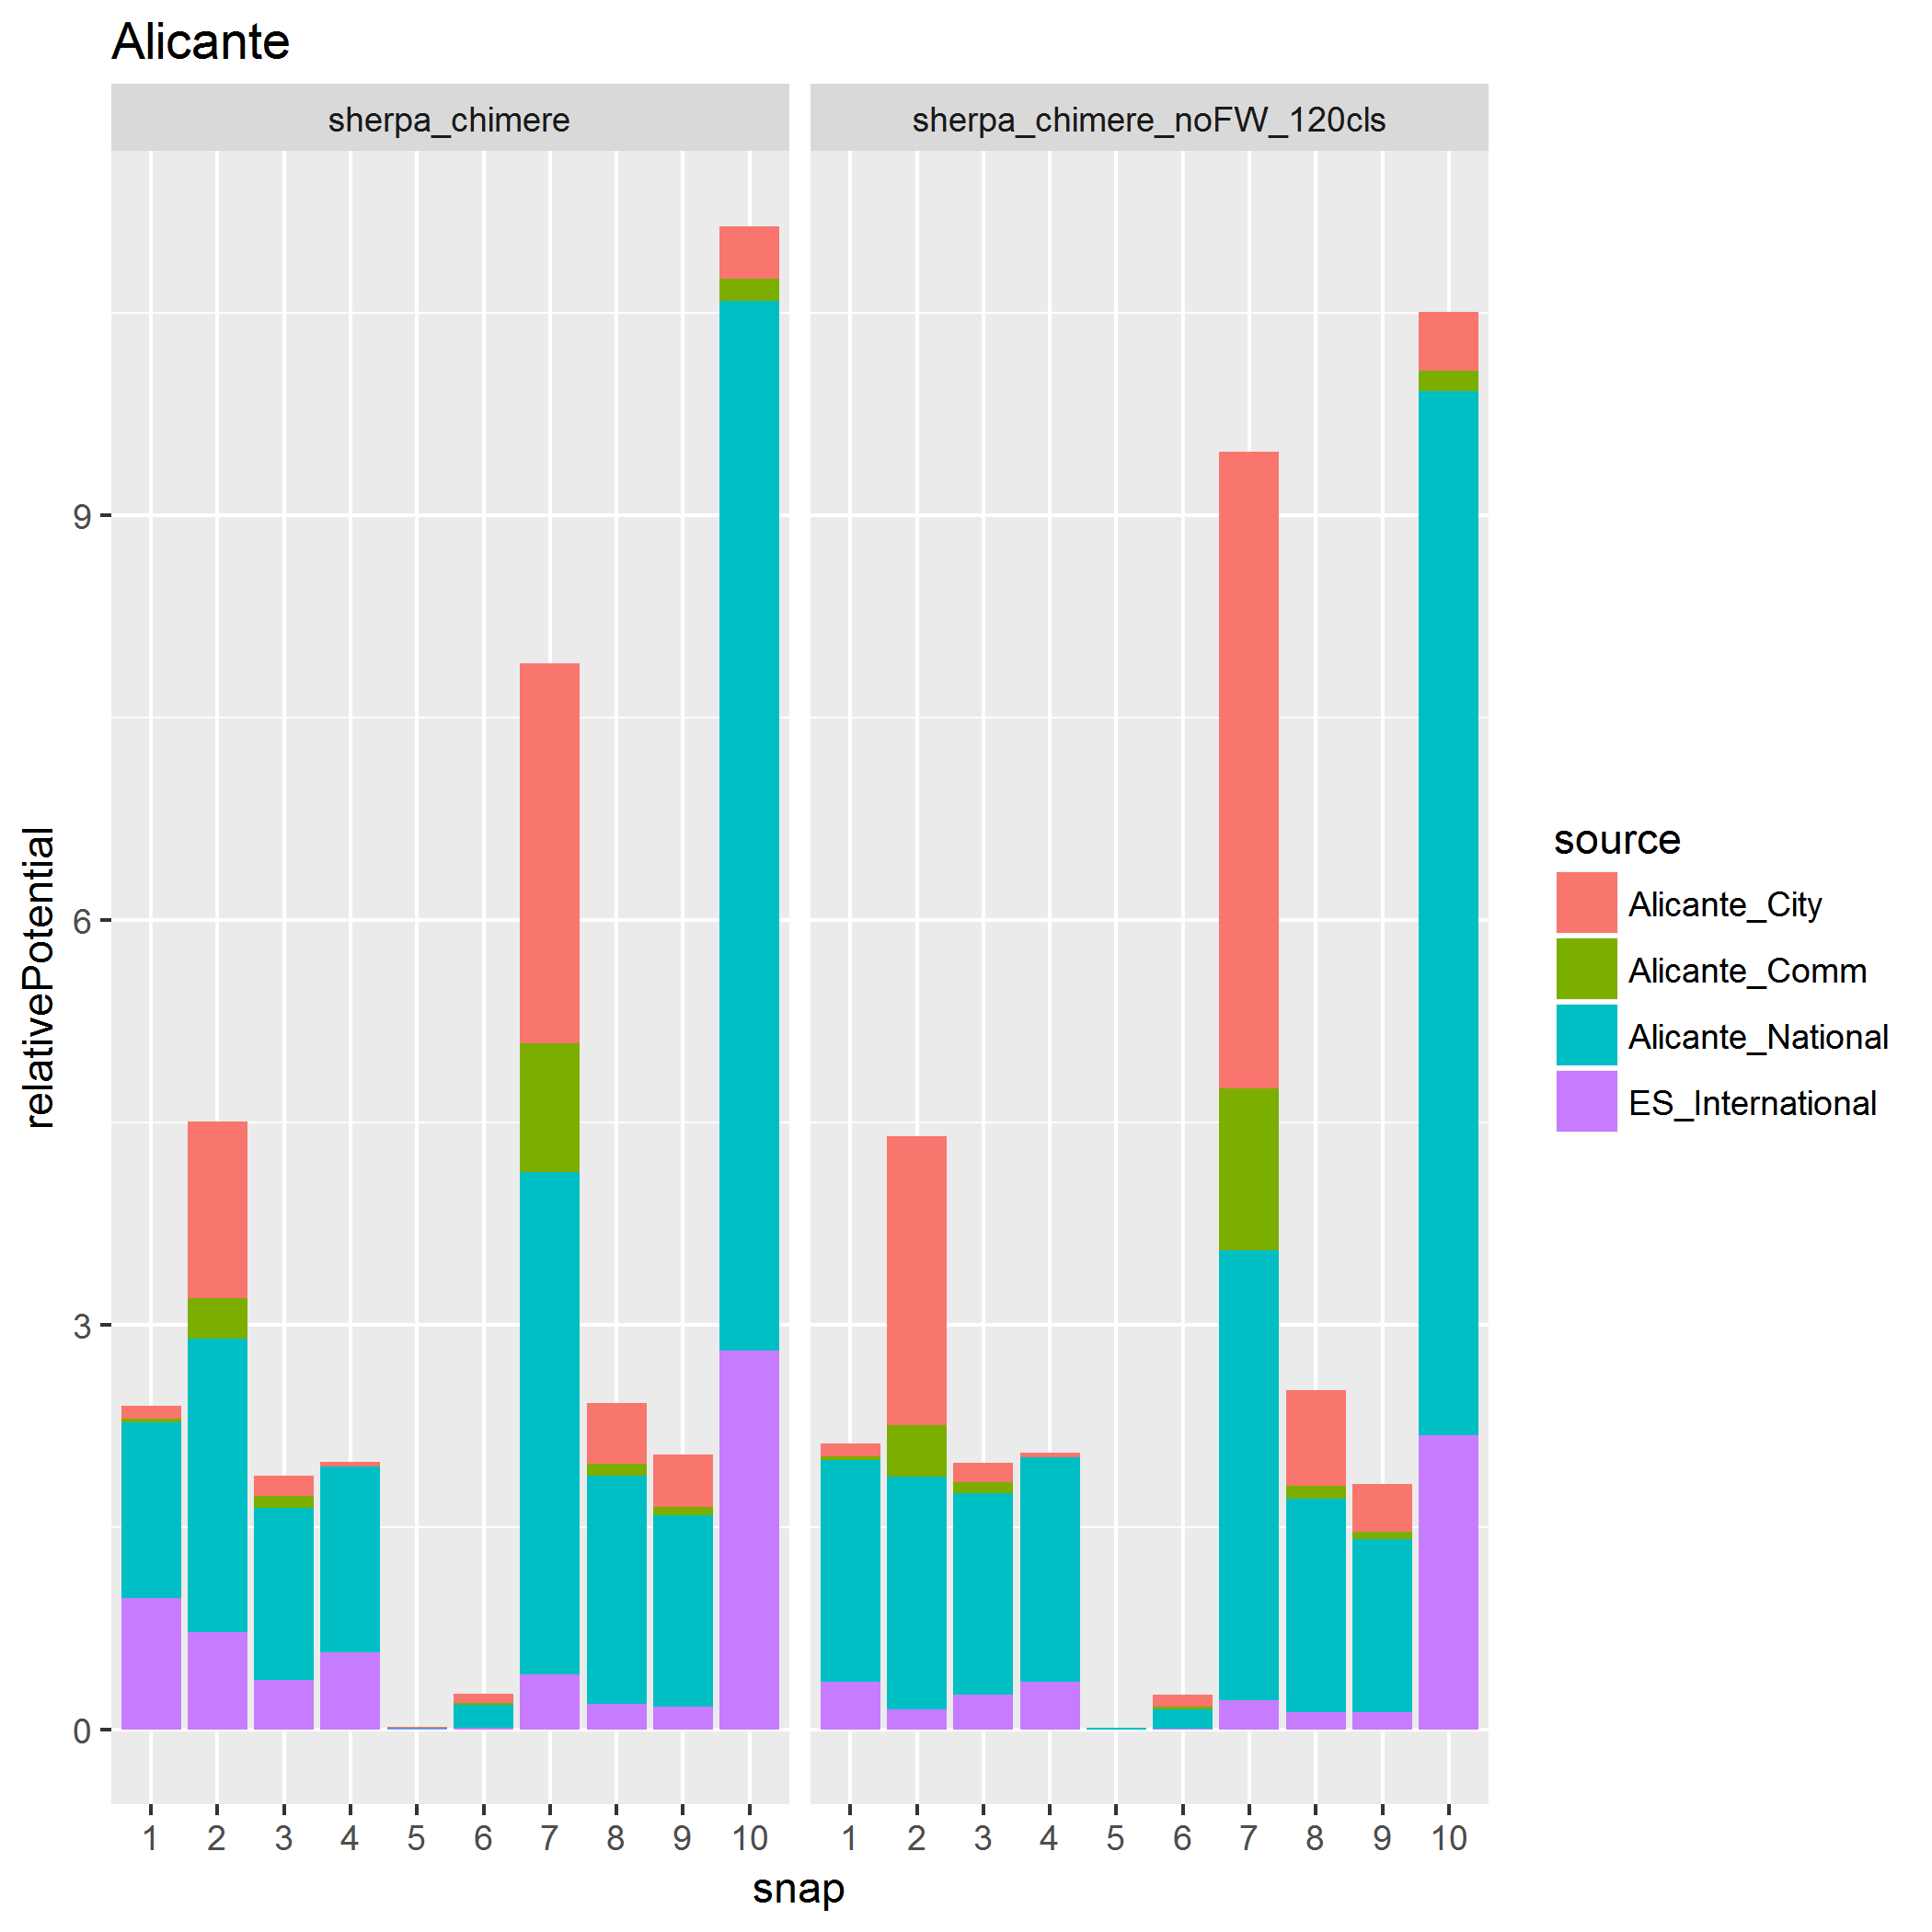 Alicante
sherpa_chimere
sherpa_chimere_noFW_120cls
relativePotential
9
6
3
0
1 2 3 4 5 6 7 8 9 10
1 2 3 4 5 6 7 8 9 10
snap
source
Alicante_City
Alicante_Comm
Alicante_National
ES_International